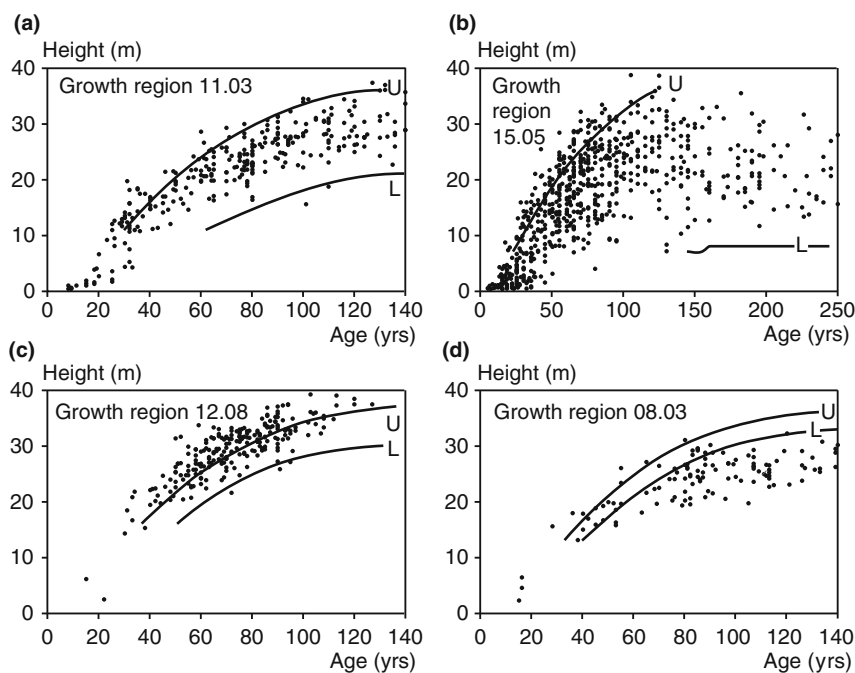 (a)
Height (m)
40
30
20
10
0
Growth region 11.03
U
L
0 20 40 60 80 100 120 140
Age (yrs)
(b)
Height (m)
40
30
20
10
0
Growth
region
15.05
U
L
0 50 100 150 200 250
Age (yrs)
(c)
Height (m)
40
30
20
10
0
Growth region 12.08
U
L
0 20 40 60 80 100 120 140
Age (yrs)
(d)
Height (m)
40
30
20
10
0
Growth region 08.03
U
L
0 20 40 60 80 100 120 140
Age (yrs)